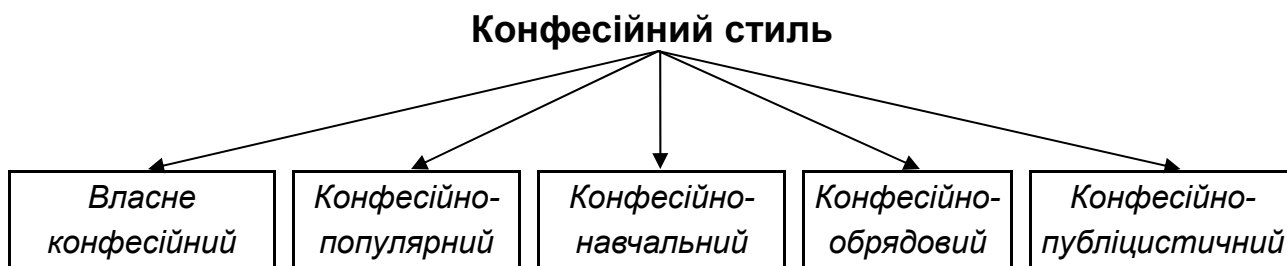 Конфесійний стиль
Власне
конфесійний
Конфесійно-
популярний
Конфесійно-
навчальний
Конфесійно-
обрядовий
Конфесійно-
публіцистичний